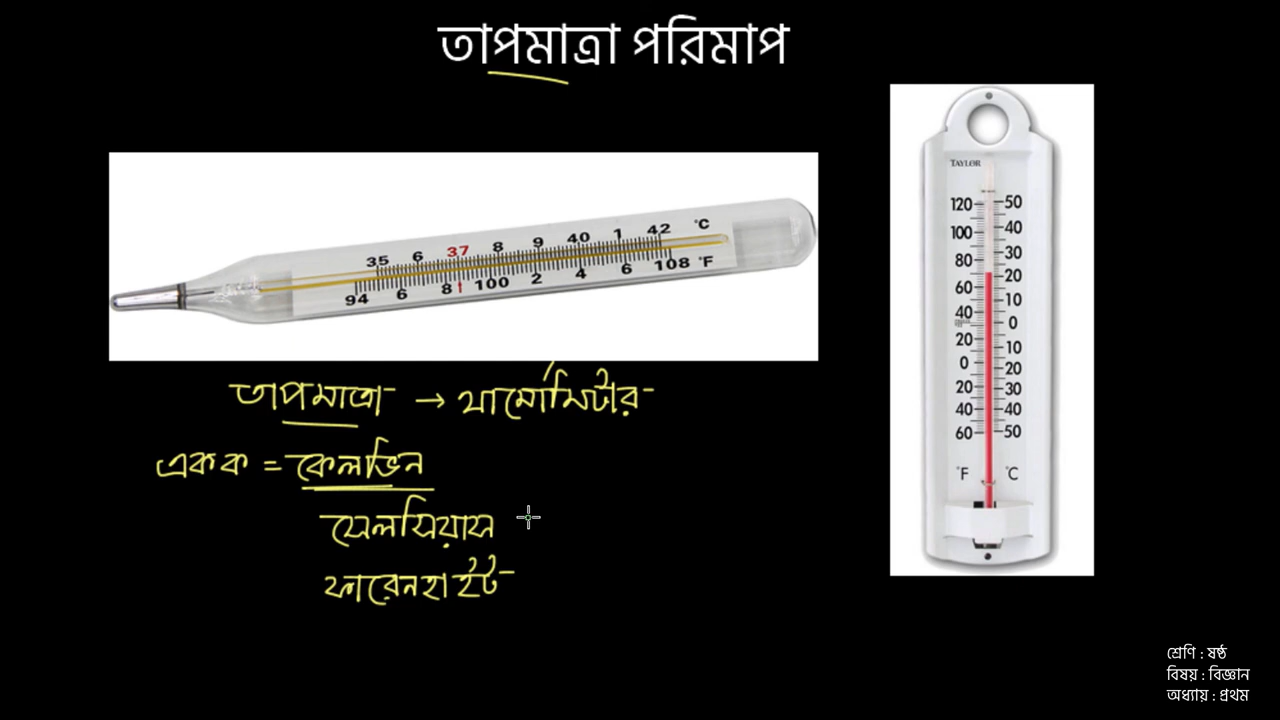 তাপমাত্রা পরিমাপ
35 6 37 8 9 40 1 42 °C
94 6 8↑ 100 2 4 6 108 °F
TAYLOR
120 50
100 40
80 30
60 20
40 10
20 0
0 10
20 20
40 30
60 40
50
°F °C
তাপমাত্রা → থার্মোমিটার
একক = কেলভিন
সেলসিয়াস
ফারেনহাইট
শ্রেণি : ষষ্ঠ
বিষয় : বিজ্ঞান
অধ্যায় : প্রথম